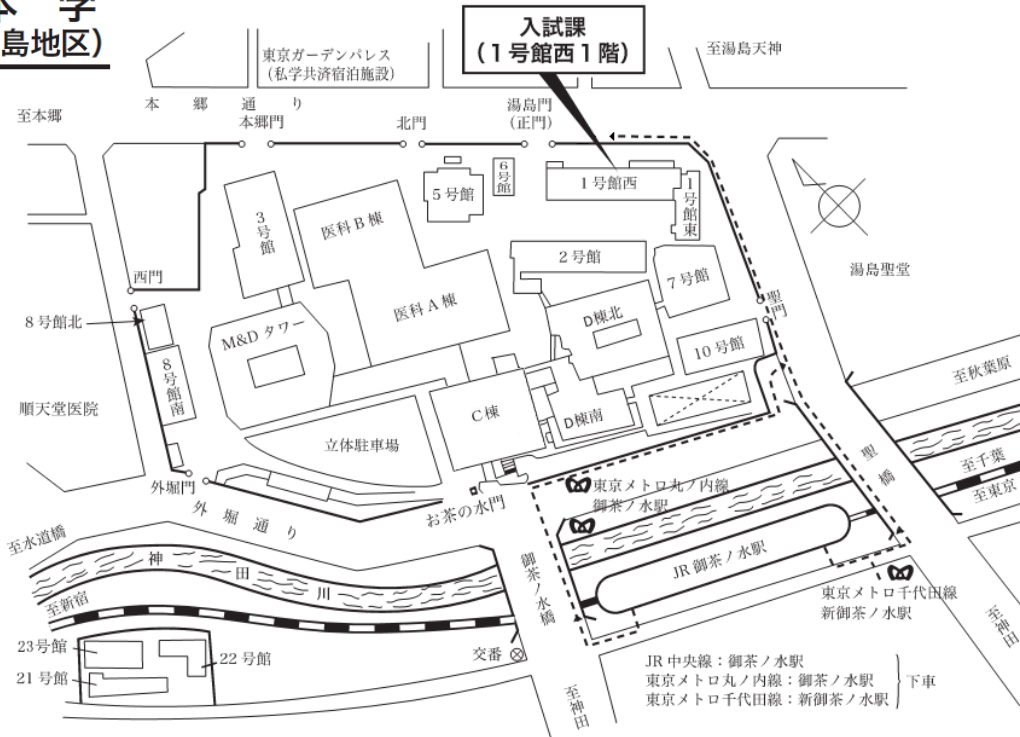 本 学
島地区)
入試課
(1号館西1階)
東京ガーデンパレス
(私学共済宿泊施設)
至湯島天神
本 郷 通 り
至本郷
本郷門
北門
湯島門
(正門)
6号館
5号館
1号館西
1号館東
3号館
医科B棟
2号館
7号館
湯島聖堂
西門
医科A棟
D棟北
聖門
8号館北
M&Dタワー
10号館
8号館南
至秋葉原
順天堂医院
C棟
D棟南
立体駐車場
聖橋
至千葉
至東京
外堀門
お茶の水門
東京メトロ丸ノ内線
御茶ノ水駅
外 堀 通 り
至水道橋
神 田 川
御茶ノ水橋
JR御茶ノ水駅
至新宿
東京メトロ千代田線
新御茶ノ水駅
至神田
23号館
22号館
21号館
交番
至神田
JR中央線:御茶ノ水駅
東京メトロ丸ノ内線:御茶ノ水駅
東京メトロ千代田線:新御茶ノ水駅
下車